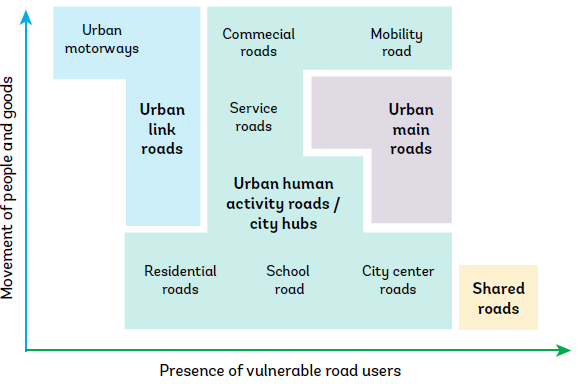 Urban
motorways
Commecial
roads
Mobility
road
Urban
link
roads
Service
roads
Urban
main
roads
Urban human
activity roads /
city hubs
Residential
roads
School
road
City center
roads
Shared
roads
Movement of people and goods
Presence of vulnerable road users